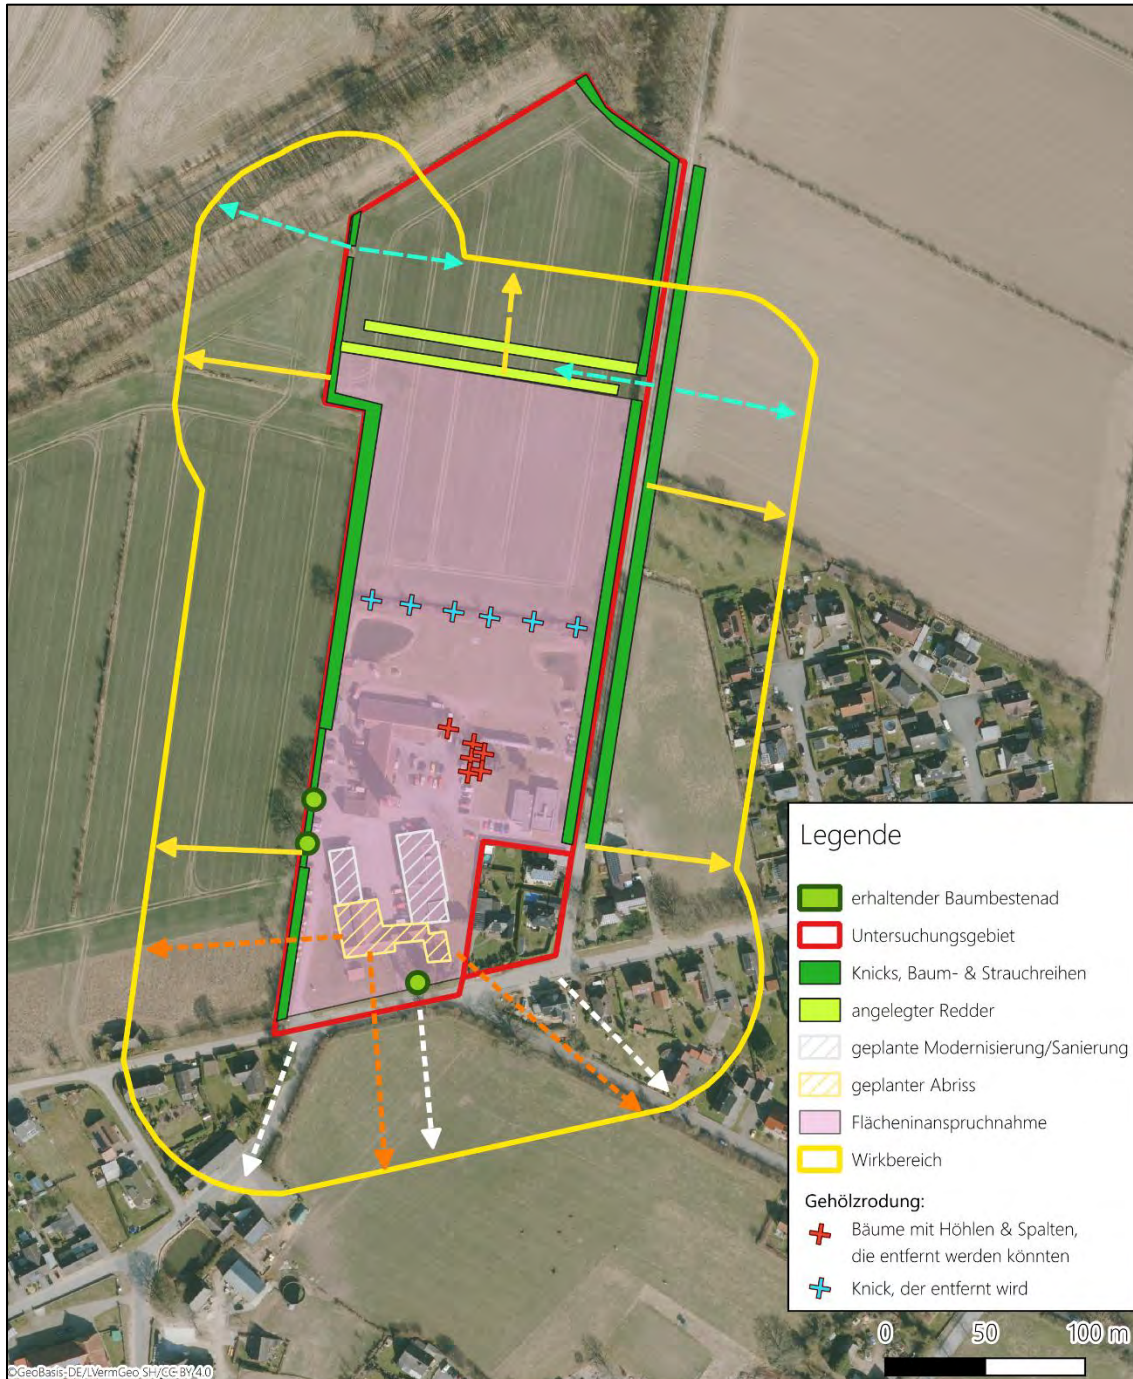 Legende
erhaltender Baumbestenad
Untersuchungsgebiet
Knicks, Baum- & Strauchreihen
angelegter Redder
geplante Modernisierung/Sanierung
geplanter Abriss
Flächeninanspruchnahme
Wirkbereich
Gehölzrodung:
Bäume mit Höhlen & Spalten,
die entfernt werden könnten
Knick, der entfernt wird
0 50 100 m
©GeoBasis-DE/LVermGeo SH/CC BY 4.0